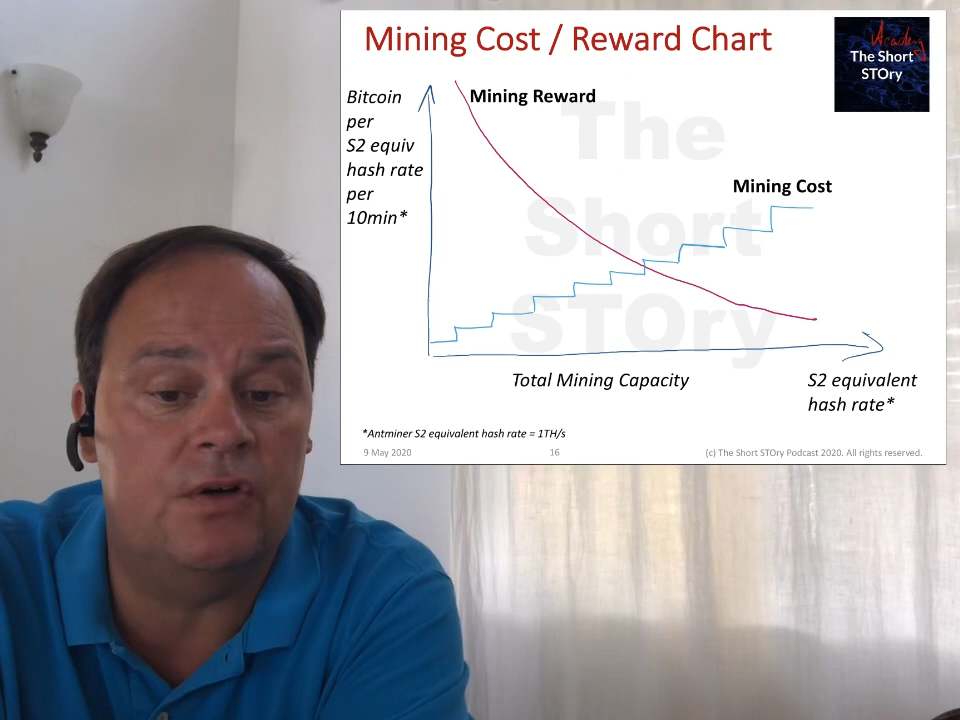 Mining Cost / Reward Chart
Academy
The Short
STOry
Bitcoin
per
S2 equiv
hash rate
per
10min*
Mining Reward
Mining Cost
The
Short
STOry
Total Mining Capacity
S2 equivalent
hash rate*
*Antminer S2 equivalent hash rate = 1TH/s
9 May 2020
16
(c) The Short STOry Podcast 2020. All rights reserved.